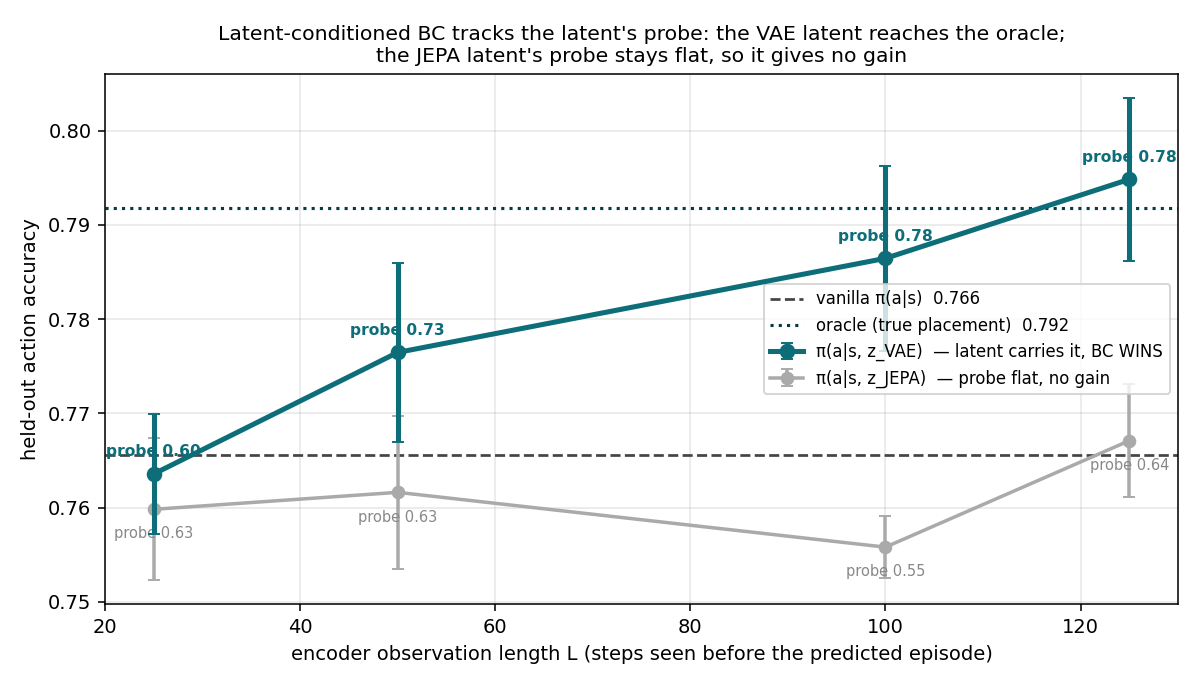 Latent-conditioned BC tracks the latent's probe: the VAE latent reaches the oracle;
the JEPA latent's probe stays flat, so it gives no gain
held-out action accuracy
0.80
0.79
0.78
0.77
0.76
0.75
probe 0.60
probe 0.73
probe 0.78
probe 0.78
probe 0.63
probe 0.63
probe 0.55
probe 0.64
vanilla π(a|s)  0.766
oracle (true placement)  0.792
π(a|s, z_VAE)  — latent carries it, BC WINS
π(a|s, z_JEPA)  — probe flat, no gain
20
40
60
80
100
120
encoder observation length L (steps seen before the predicted episode)